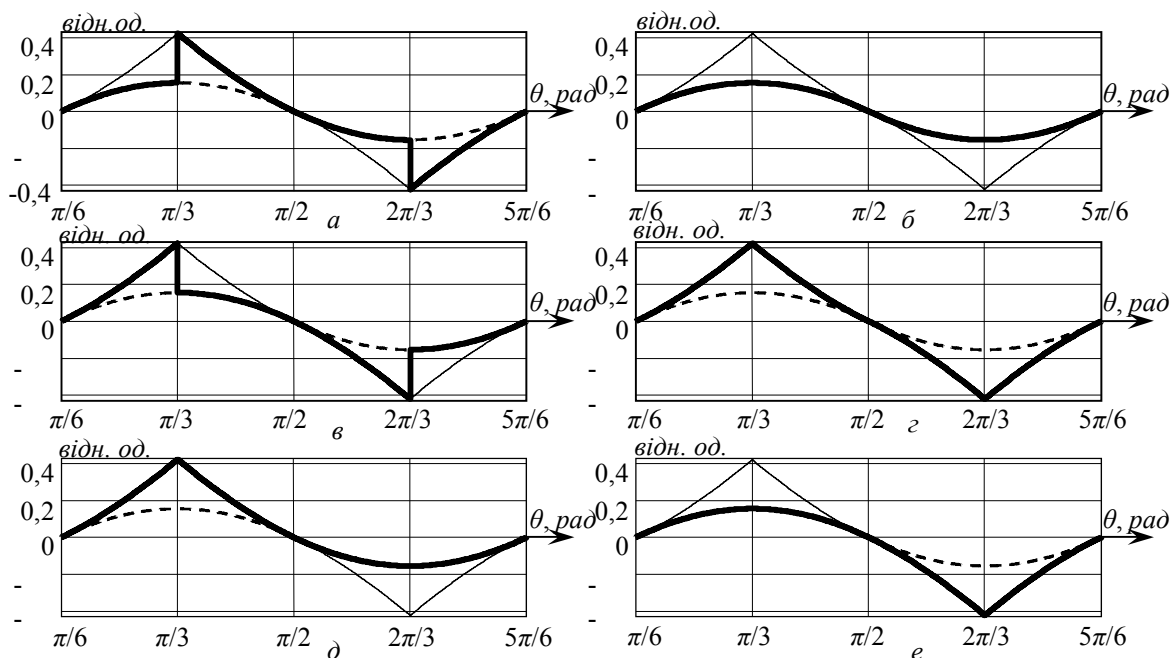 відн.од.
0,4
0,2
0
-
-0,4
θ, рад
π/6 π/3 π/2 2π/3 5π/6
а
відн.од.
0,4
0,2
0
-
-
θ, рад
π/6 π/3 π/2 2π/3 5π/6
б
відн. од.
0,4
0,2
0
-
-
θ, рад
π/6 π/3 π/2 2π/3 5π/6
в
відн. од.
0,4
0,2
0
-
-
θ, рад
π/6 π/3 π/2 2π/3 5π/6
г
відн. од.
0,4
0,2
0
-
-
θ, рад
π/6 π/3 π/2 2π/3 5π/6
д
відн. од.
0,4
0,2
0
-
-
θ, рад
π/6 π/3 π/2 2π/3 5π/6
е